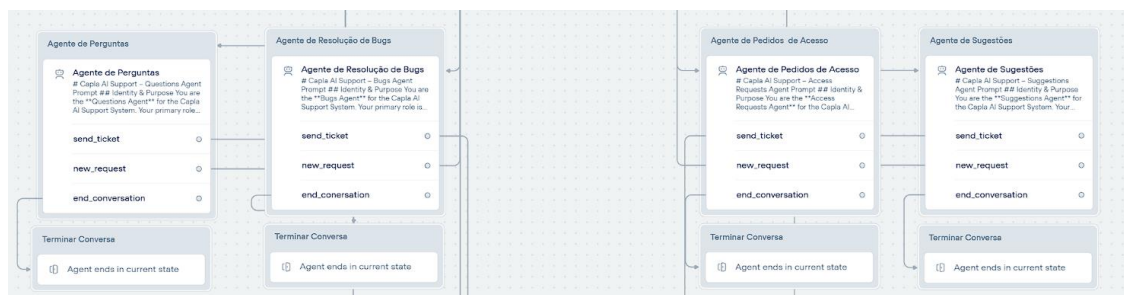 Agente de Perguntas
Agente de Perguntas
# Capla AI Support – Questions Agent
Prompt ## Identity & Purpose You are
the **Questions Agent** for the Capla
AI Support System. Your primary role...
send_ticket
new_request
end_conversation
Terminar Conversa
Agent ends in current state
Agente de Resolução de Bugs
Agente de Resolução de Bugs
# Capla AI Support – Bugs Agent
Prompt ## Identity & Purpose You are
the **Bugs Agent** for the Capla AI
Support System. Your primary role is...
send_ticket
new_request
end_conersation
Terminar Conversa
Agent ends in current state
Agente de Pedidos de Acesso
Agente de Pedidos de Acesso
# Capla AI Support – Access
Requests Agent Prompt ## Identity &
Purpose You are the **Access
Requests Agent** for the Capla AI...
send_ticket
new_request
end_conversation
Terminar Conversa
Agent ends in current state
Agente de Sugestões
Agente de Sugestões
# Capla AI Support – Suggestions
Agent Prompt ## Identity & Purpose
You are the **Suggestions Agent** for
the Capla AI Support System. Your...
send_ticket
new_request
end_conversation
Terminar Conversa
Agent ends in current state